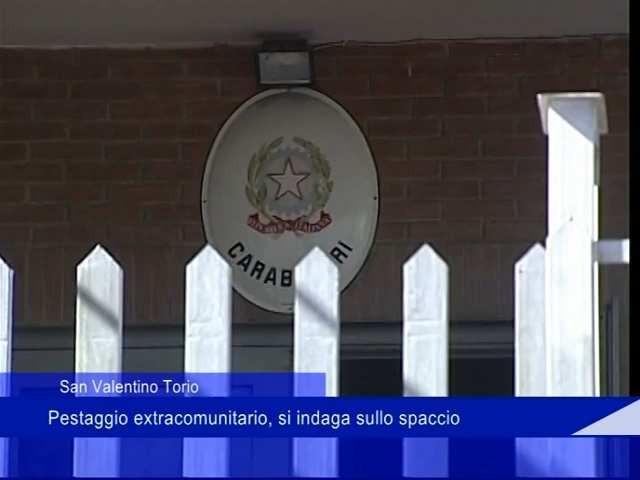 CARAB RI
San Valentino Torio
Pestaggio extracomunitario, si indaga sullo spaccio